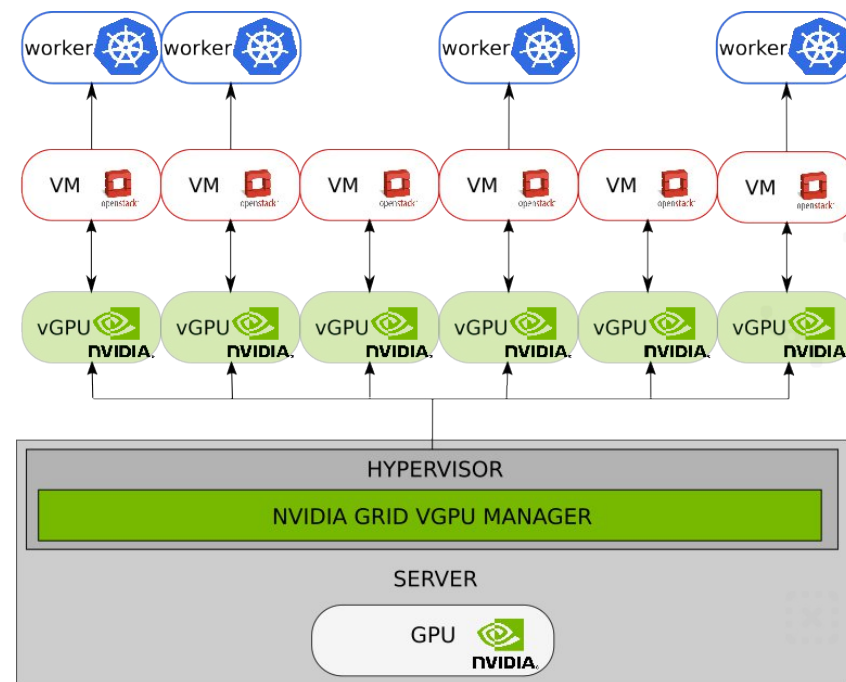 worker worker worker worker
VM openstack VM openstack VM openstack VM openstack VM openstack VM openstack
vGPU NVIDIA. vGPU NVIDIA. vGPU NVIDIA. vGPU NVIDIA. vGPU NVIDIA. vGPU NVIDIA.
HYPERVISOR
NVIDIA GRID VGPU MANAGER
SERVER
GPU NVIDIA.